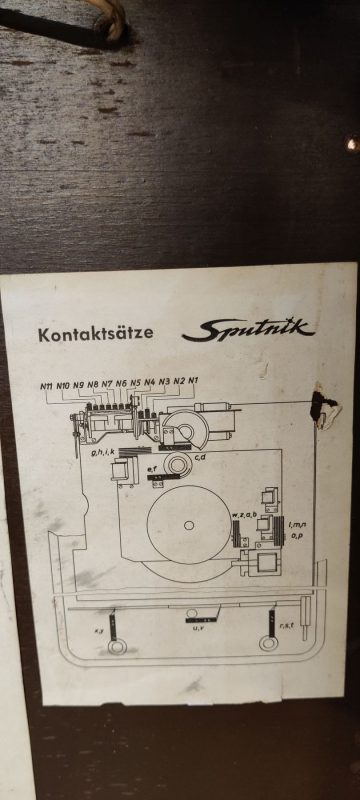 Kontaktsätze Sputnik
N11 N10 N9 N8 N7 N6 N5 N4 N3 N2 N1
g,h,i,k
c,d
e,f
w,z,a,b
l,m,n
o,p
x,y
u,v
r,s,t